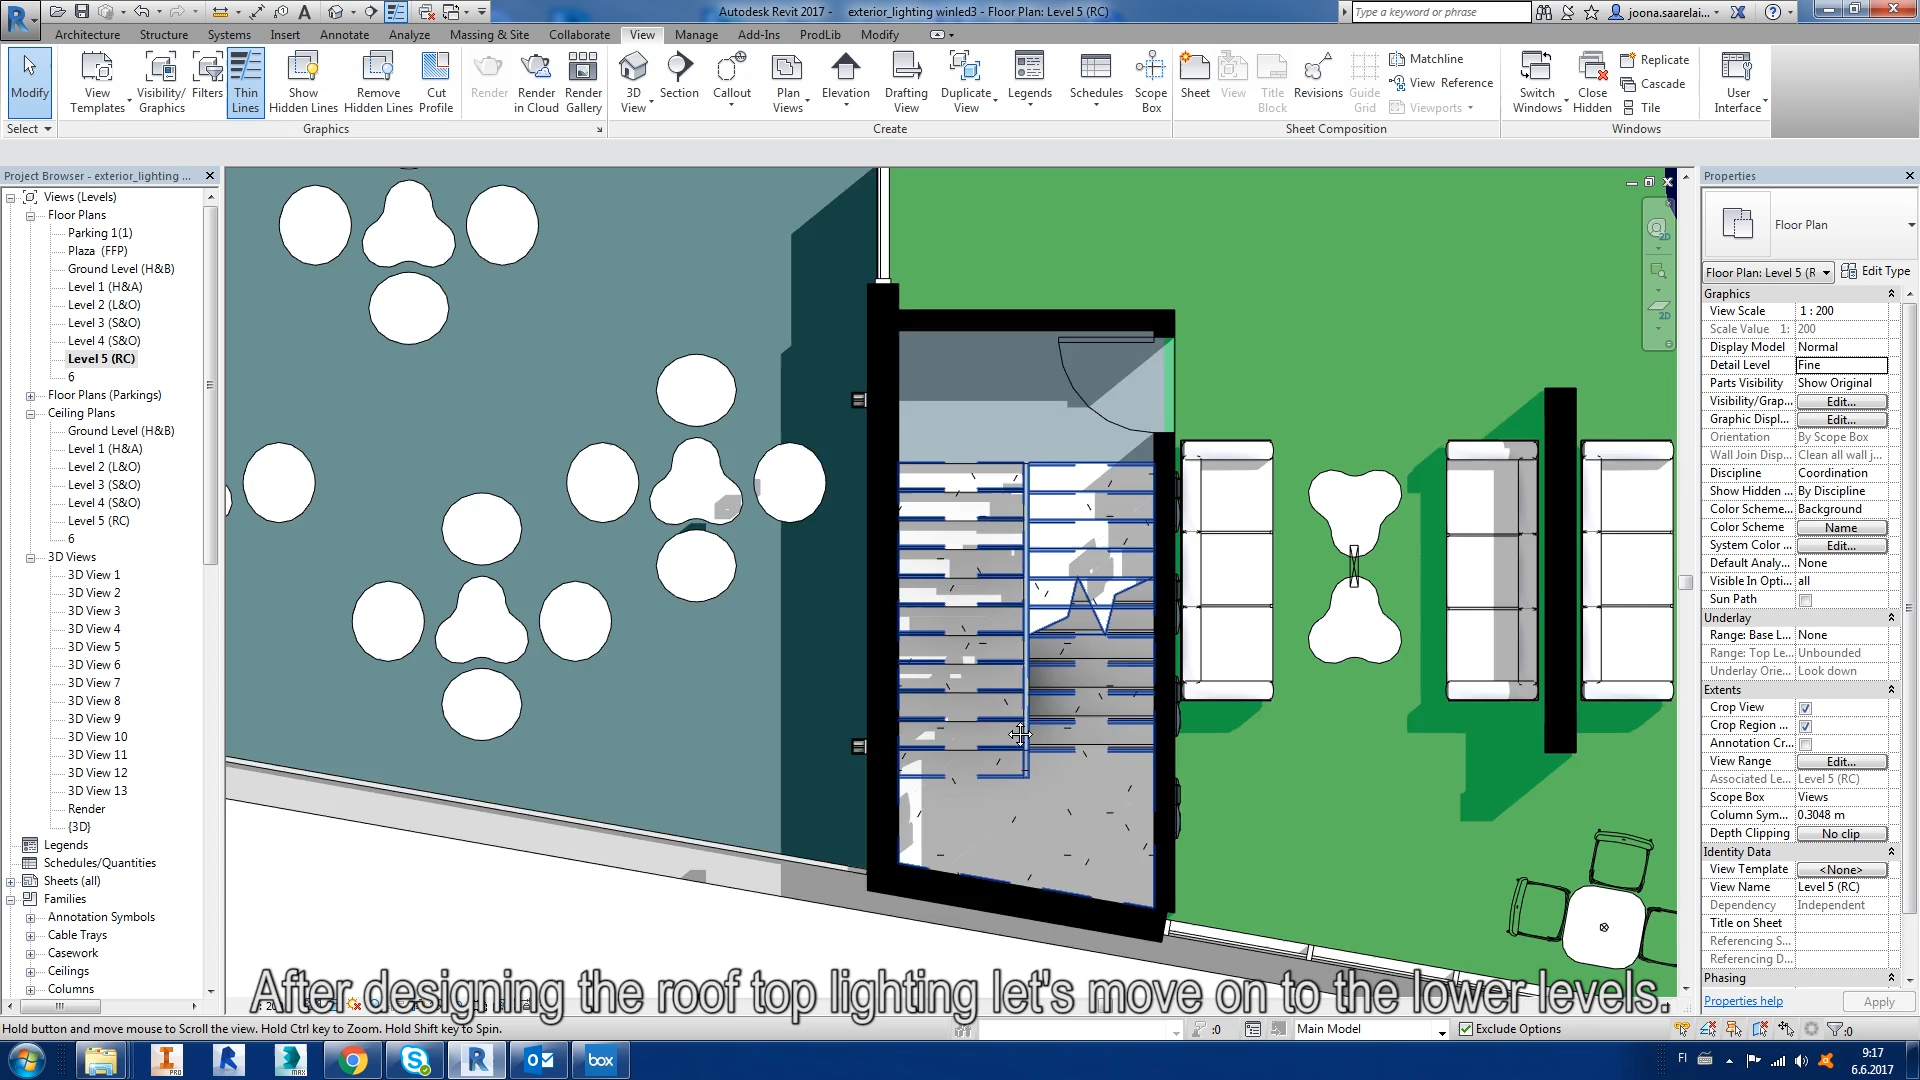 Autodesk Revit 2017 - exterior_lighting winled3 - Floor Plan: Level 5 (RC)
Type a keyword or phrase
joona.saarelai...
Architecture Structure Systems Insert Annotate Analyze Massing & Site Collaborate View Manage Add-Ins ProdLib Modify
Modify
View Templates
Visibility/ Graphics
Filters
Thin Lines
Show Hidden Lines
Remove Hidden Lines
Cut Profile
Render
Render in Cloud
Render Gallery
3D View
Section
Callout
Plan Views
Elevation
Drafting View
Duplicate View
Legends
Schedules
Scope Box
Sheet
View
Title Block
Revisions
Guide Grid
Matchline
View Reference
Viewports
Switch Windows
Close Hidden
Replicate
Cascade
Tile
User Interface
Select
Graphics
Create
Sheet Composition
Windows
Project Browser - exterior_lighting ...
Views (Levels)
Floor Plans
Parking 1(1)
Plaza (FFP)
Ground Level (H&B)
Level 1 (H&A)
Level 2 (L&O)
Level 3 (S&O)
Level 4 (S&O)
Level 5 (RC)
6
Floor Plans (Parkings)
Ceiling Plans
Ground Level (H&B)
Level 1 (H&A)
Level 2 (L&O)
Level 3 (S&O)
Level 4 (S&O)
Level 5 (RC)
6
3D Views
3D View 1
3D View 2
3D View 3
3D View 4
3D View 5
3D View 6
3D View 7
3D View 8
3D View 9
3D View 10
3D View 11
3D View 12
3D View 13
Render
{3D}
Legends
Schedules/Quantities
Sheets (all)
Families
Annotation Symbols
Cable Trays
Casework
Ceilings
Columns
2D
2D
Properties
Floor Plan
Floor Plan: Level 5 (R
Edit Type
Graphics
View Scale 1 : 200
Scale Value 1: 200
Display Model Normal
Detail Level Fine
Parts Visibility Show Original
Visibility/Grap... Edit...
Graphic Displ... Edit...
Orientation By Scope Box
Wall Join Disp... Clean all wall j...
Discipline Coordination
Show Hidden ... By Discipline
Color Scheme... Background
Color Scheme Name
System Color ... Edit...
Default Analy... None
Visible In Opti... all
Sun Path
Underlay
Range: Base L... None
Range: Top Le... Unbounded
Underlay Orie... Look down
Extents
Crop View
Crop Region ...
Annotation Cr...
View Range Edit...
Associated Le... Level 5 (RC)
Scope Box Views
Column Sym... 0.3048 m
Depth Clipping No clip
Identity Data
View Template <None>
View Name Level 5 (RC)
Dependency Independent
Title on Sheet
Referencing S...
Referencing D...
Phasing
Properties help
Apply
After designing the roof top lighting let's move on to the lower levels.
Hold button and move mouse to Scroll the view. Hold Ctrl key to Zoom. Hold Shift key to Spin.
:0
Main Model
Exclude Options
:0
PRO
MAX
box
FI
9:17
6.6.2017